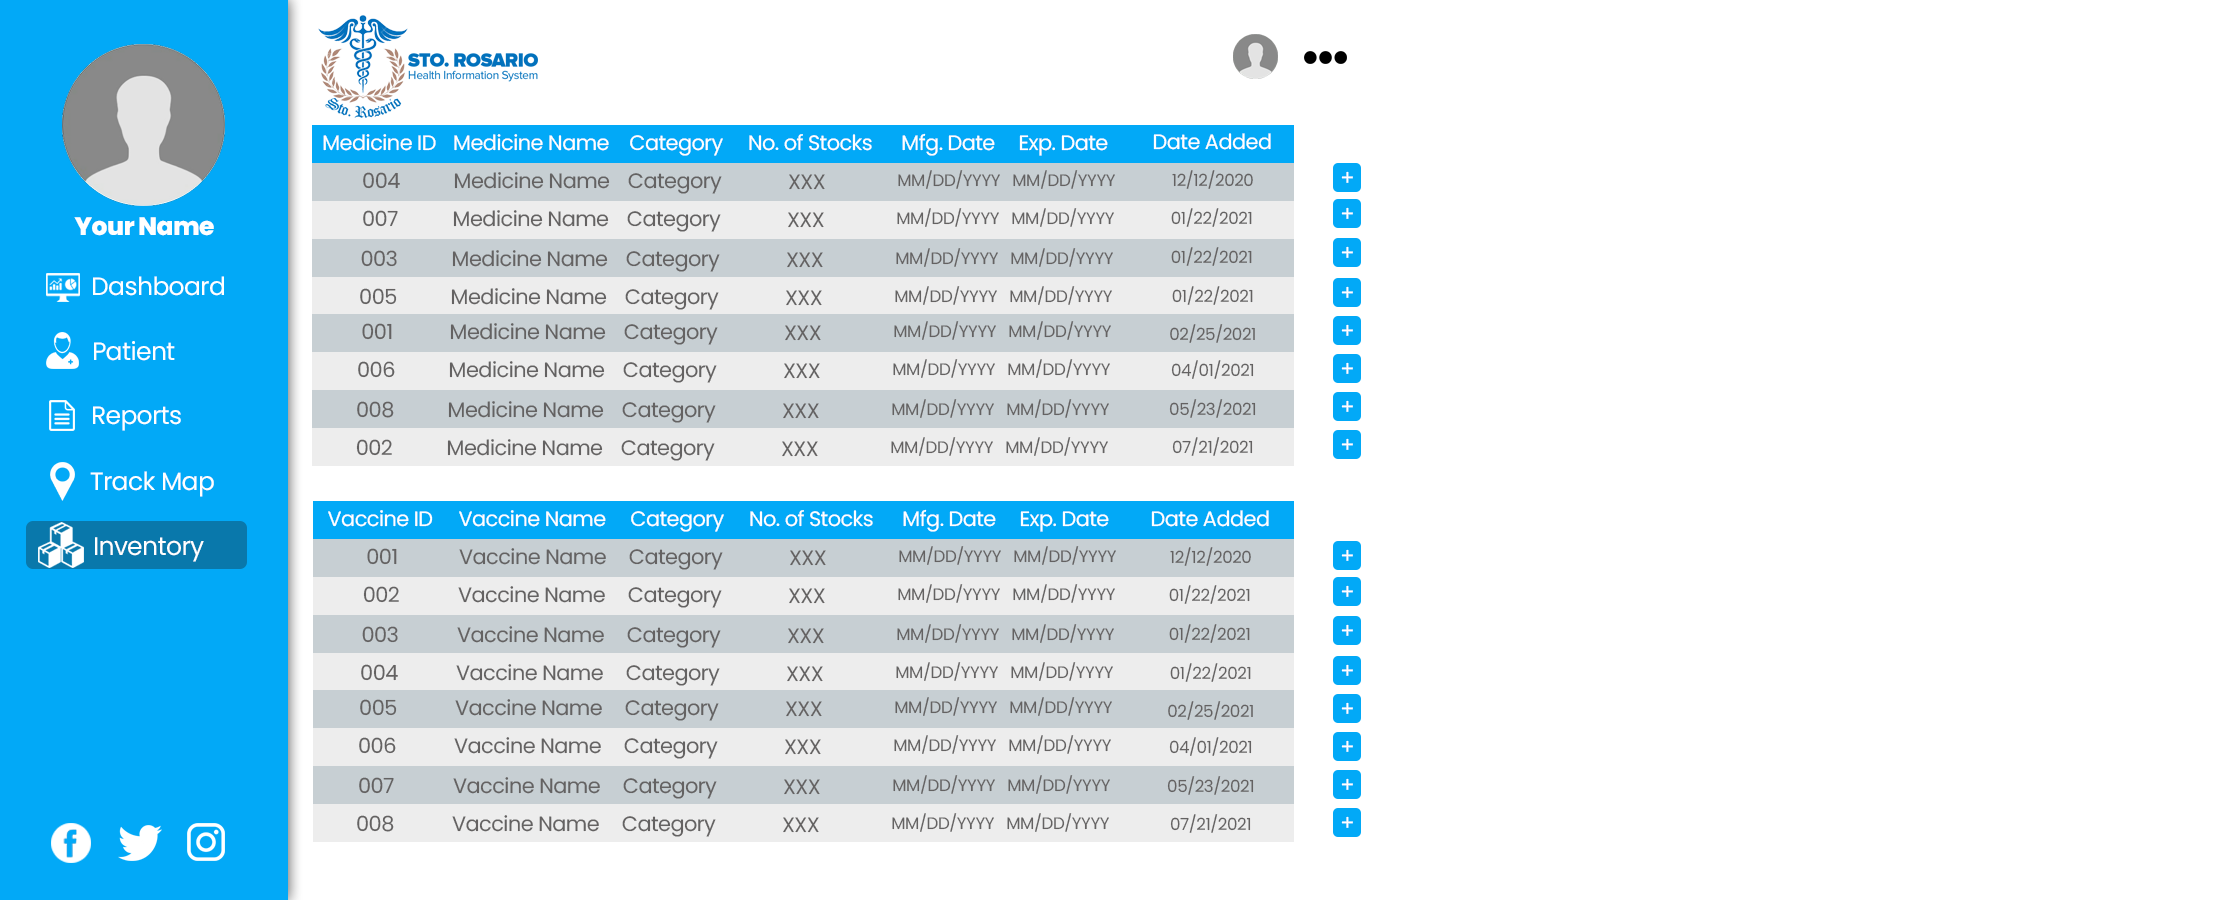 Your Name
Dashboard
Patient
Reports
Track Map
Inventory
STO. ROSARIO
Health Information System
Sto. Rosario
Medicine ID Medicine Name Category No. of Stocks Mfg. Date Exp. Date Date Added
004 Medicine Name Category XXX MM/DD/YYYY MM/DD/YYYY 12/12/2020 +
007 Medicine Name Category XXX MM/DD/YYYY MM/DD/YYYY 01/22/2021 +
003 Medicine Name Category XXX MM/DD/YYYY MM/DD/YYYY 01/22/2021 +
005 Medicine Name Category XXX MM/DD/YYYY MM/DD/YYYY 01/22/2021 +
001 Medicine Name Category XXX MM/DD/YYYY MM/DD/YYYY 02/25/2021 +
006 Medicine Name Category XXX MM/DD/YYYY MM/DD/YYYY 04/01/2021 +
008 Medicine Name Category XXX MM/DD/YYYY MM/DD/YYYY 05/23/2021 +
002 Medicine Name Category XXX MM/DD/YYYY MM/DD/YYYY 07/21/2021 +
Vaccine ID Vaccine Name Category No. of Stocks Mfg. Date Exp. Date Date Added
001 Vaccine Name Category XXX MM/DD/YYYY MM/DD/YYYY 12/12/2020 +
002 Vaccine Name Category XXX MM/DD/YYYY MM/DD/YYYY 01/22/2021 +
003 Vaccine Name Category XXX MM/DD/YYYY MM/DD/YYYY 01/22/2021 +
004 Vaccine Name Category XXX MM/DD/YYYY MM/DD/YYYY 01/22/2021 +
005 Vaccine Name Category XXX MM/DD/YYYY MM/DD/YYYY 02/25/2021 +
006 Vaccine Name Category XXX MM/DD/YYYY MM/DD/YYYY 04/01/2021 +
007 Vaccine Name Category XXX MM/DD/YYYY MM/DD/YYYY 05/23/2021 +
008 Vaccine Name Category XXX MM/DD/YYYY MM/DD/YYYY 07/21/2021 +